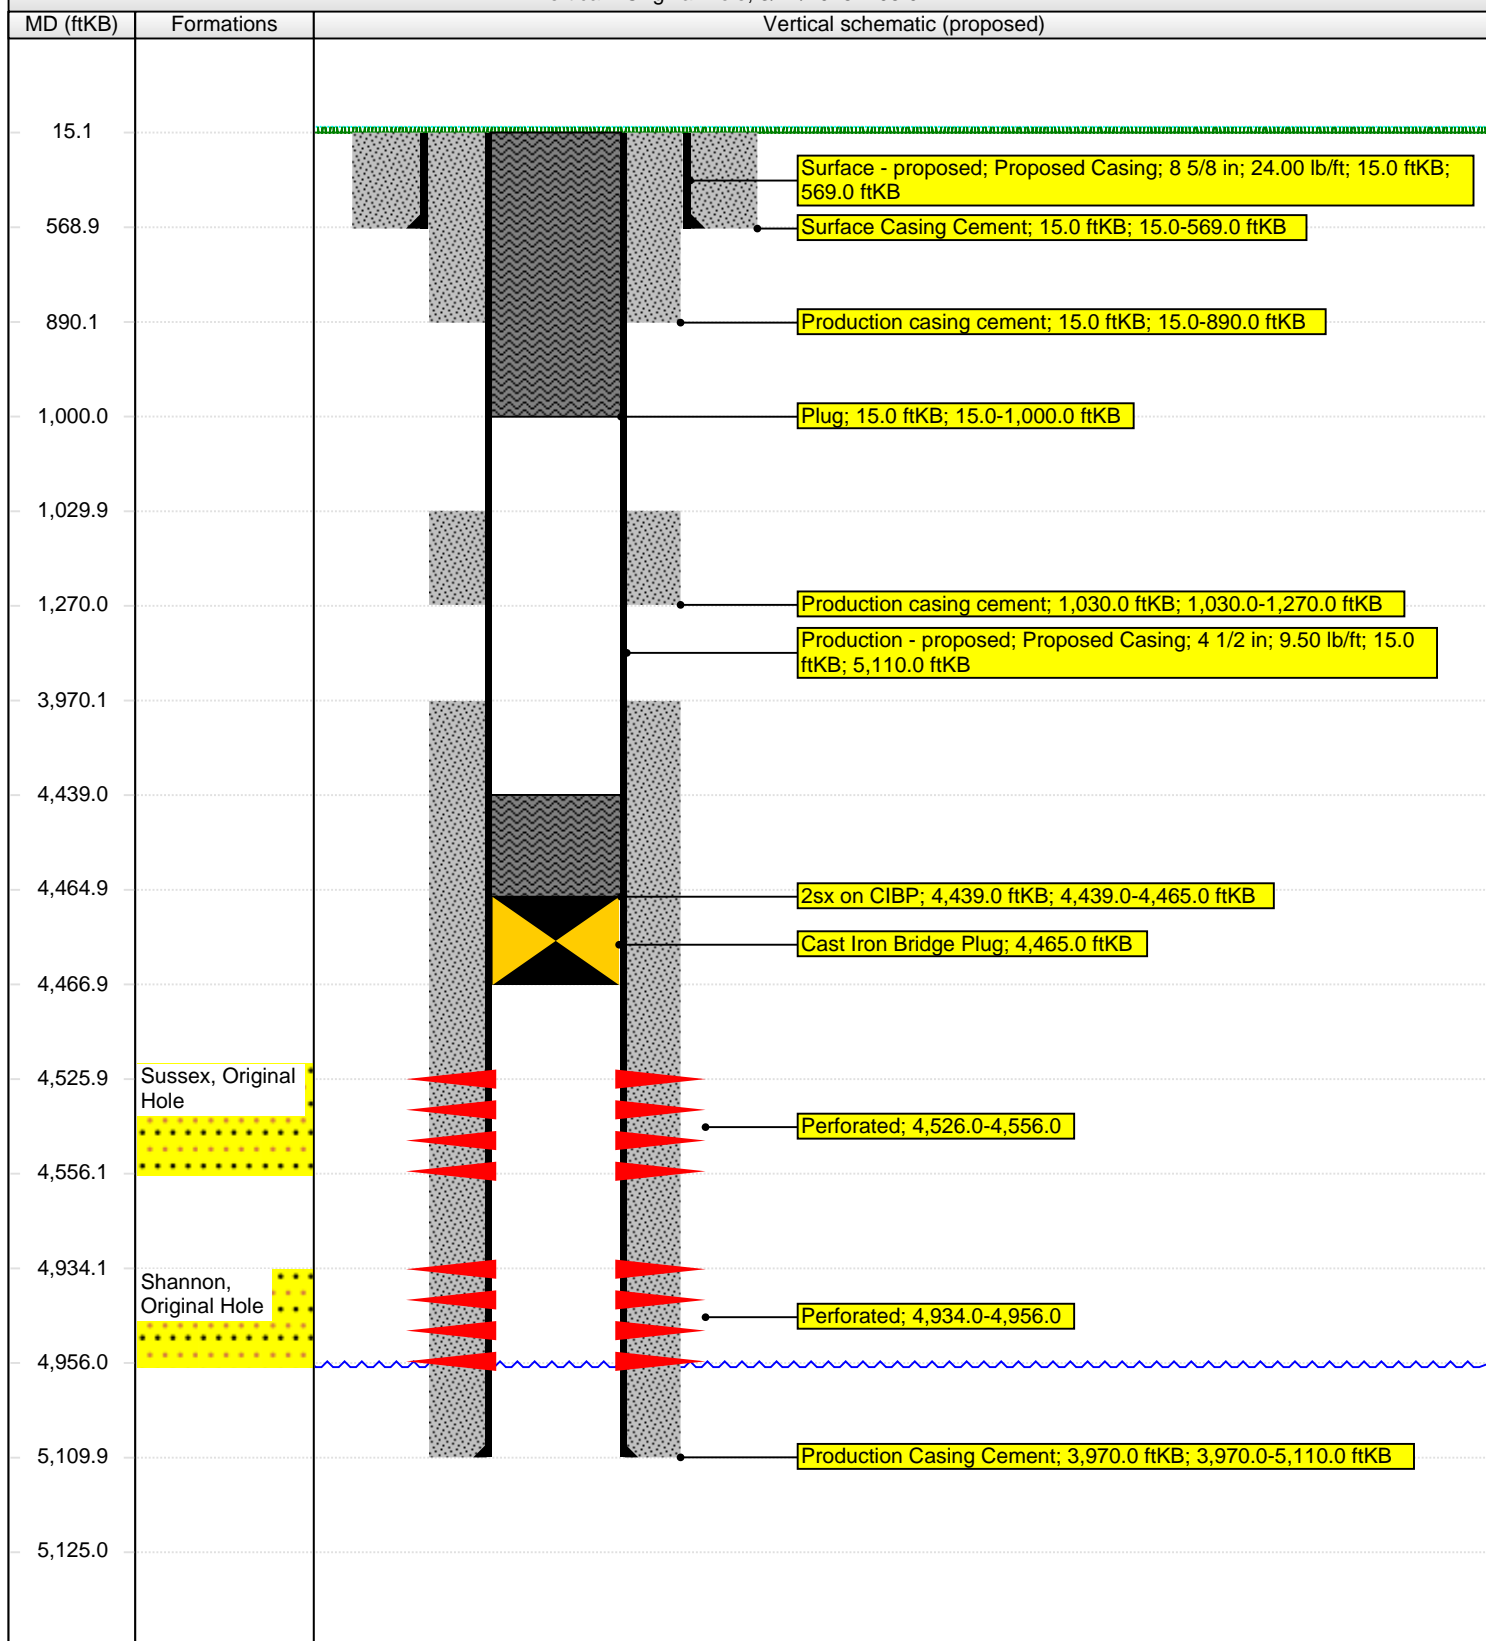 MD (ftKB)
Formations
Vertical schematic (proposed)
15.1
Surface - proposed; Proposed Casing; 8 5/8 in; 24.00 lb/ft; 15.0 ftKB;
569.0 ftKB
568.9
Surface Casing Cement; 15.0 ftKB; 15.0-569.0 ftKB
890.1
Production casing cement; 15.0 ftKB; 15.0-890.0 ftKB
1,000.0
Plug; 15.0 ftKB; 15.0-1,000.0 ftKB
1,029.9
1,270.0
Production casing cement; 1,030.0 ftKB; 1,030.0-1,270.0 ftKB
Production - proposed; Proposed Casing; 4 1/2 in; 9.50 lb/ft; 15.0
ftKB; 5,110.0 ftKB
3,970.1
4,439.0
4,464.9
2sx on CIBP; 4,439.0 ftKB; 4,439.0-4,465.0 ftKB
Cast Iron Bridge Plug; 4,465.0 ftKB
4,466.9
4,525.9
Sussex, Original
Hole
Perforated; 4,526.0-4,556.0
4,556.1
4,934.1
Shannon,
Original Hole
Perforated; 4,934.0-4,956.0
4,956.0
5,109.9
Production Casing Cement; 3,970.0 ftKB; 3,970.0-5,110.0 ftKB
5,125.0